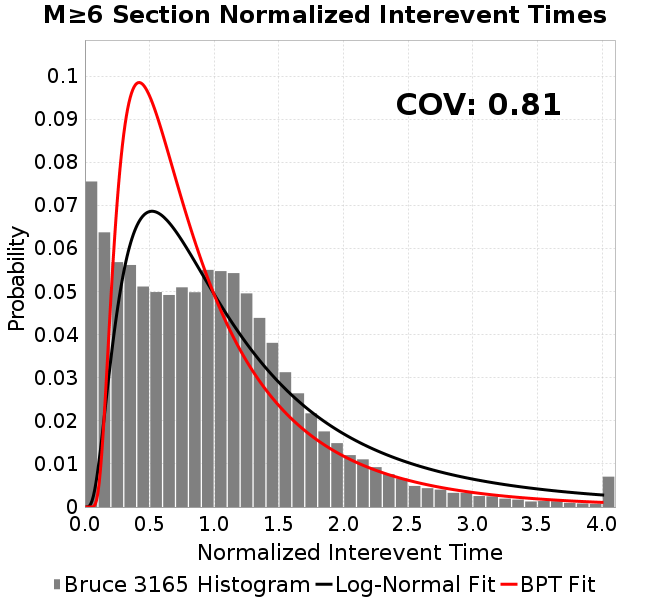 M≥6 Section Normalized Interevent Times
COV: 0.81
Probability
0.1
0.09
0.08
0.07
0.06
0.05
0.04
0.03
0.02
0.01
0
0.0 0.5 1.0 1.5 2.0 2.5 3.0 3.5 4.0
Normalized Interevent Time
Bruce 3165 Histogram Log-Normal Fit BPT Fit